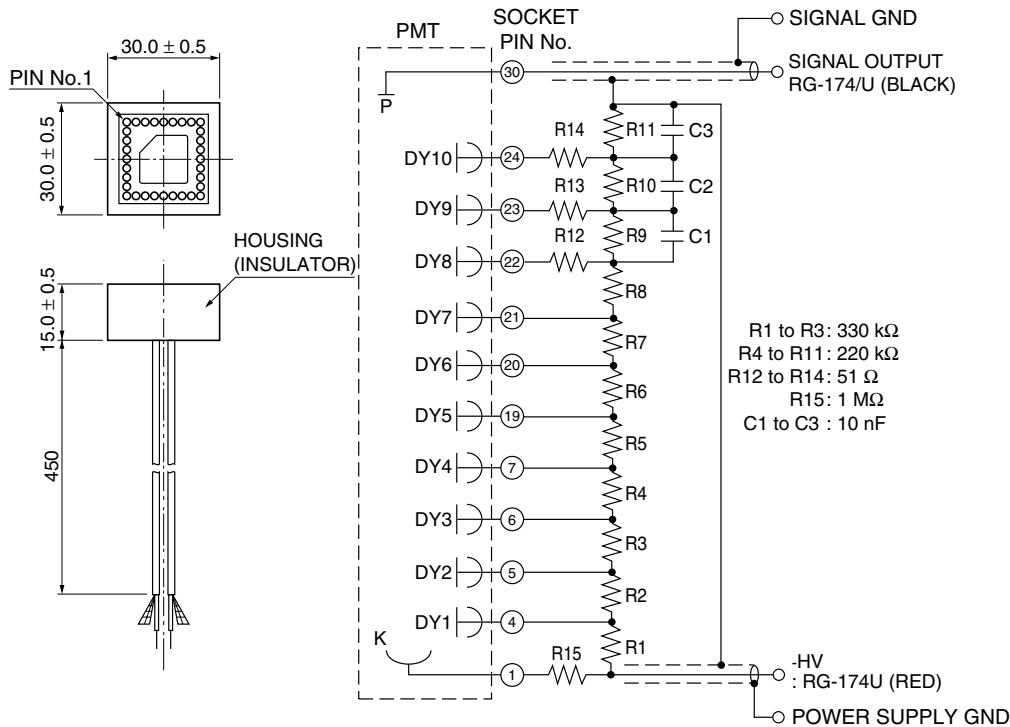 30.0 ± 0.5
PIN No.1
30.0 ± 0.5
HOUSING
(INSULATOR)
15.0 ± 0.5
450
PMT
SOCKET
PIN No.
SIGNAL GND
SIGNAL OUTPUT
RG-174/U (BLACK)
P
30
R11
C3
DY10
24
R14
R10
C2
DY9
23
R13
R9
C1
DY8
22
R12
R8
DY7
21
R7
DY6
20
R6
DY5
19
R5
DY4
7
R4
DY3
6
R3
DY2
5
R2
DY1
4
R1
K
1
R15
R1 to R3: 330 kΩ
R4 to R11: 220 kΩ
R12 to R14: 51 Ω
R15: 1 MΩ
C1 to C3 : 10 nF
-HV
: RG-174U (RED)
POWER SUPPLY GND